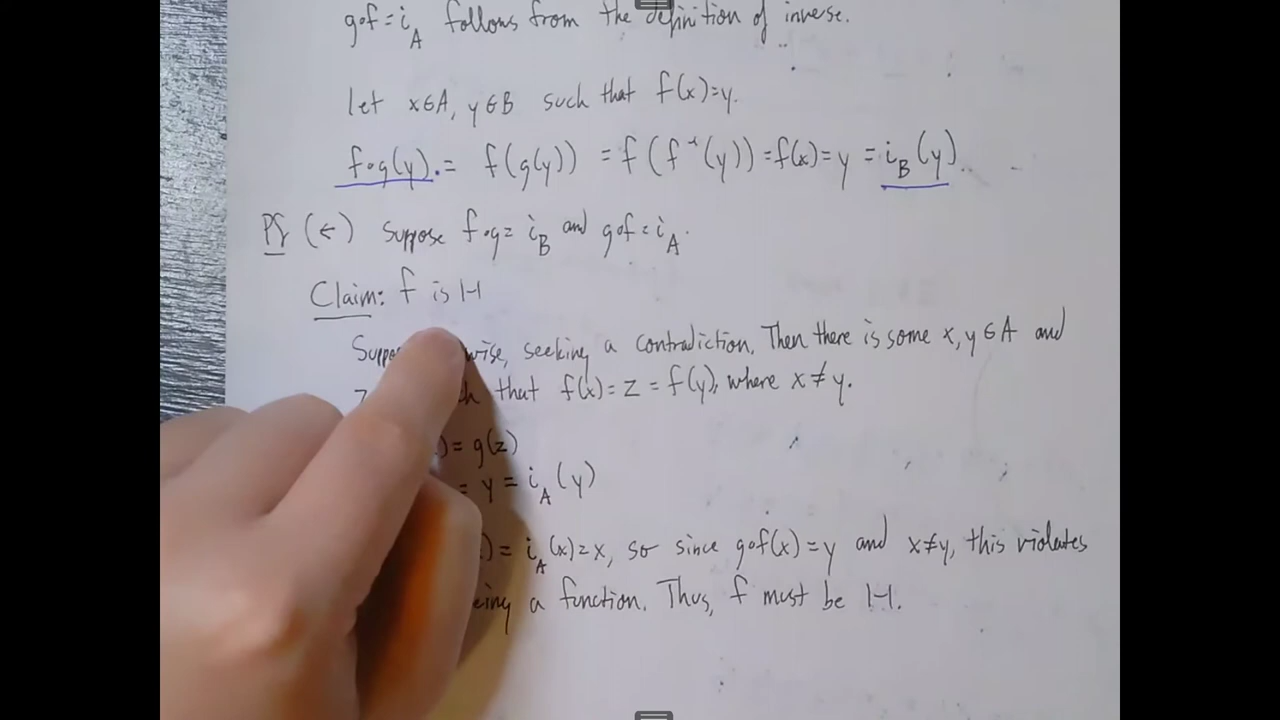 g∘f = i_A follows from the definition of inverse.
let x∈A, y∈B such that f(x)=y.
f∘g(y) = f(g(y)) = f(f⁻¹(y)) = f(x) = y = i_B(y).
Pf (←) Suppose f∘g = i_B and g∘f = i_A.
Claim: f is 1-1
seeking a contradiction. Then there is some x, y ∈ A and
that f(x) = z = f(y), where x ≠ y.
= g(z)
= y = i_A(y)
= i_A(x) = x, so since g∘f(x) = y and x≠y, this violates
a function. Thus, f must be 1-1.